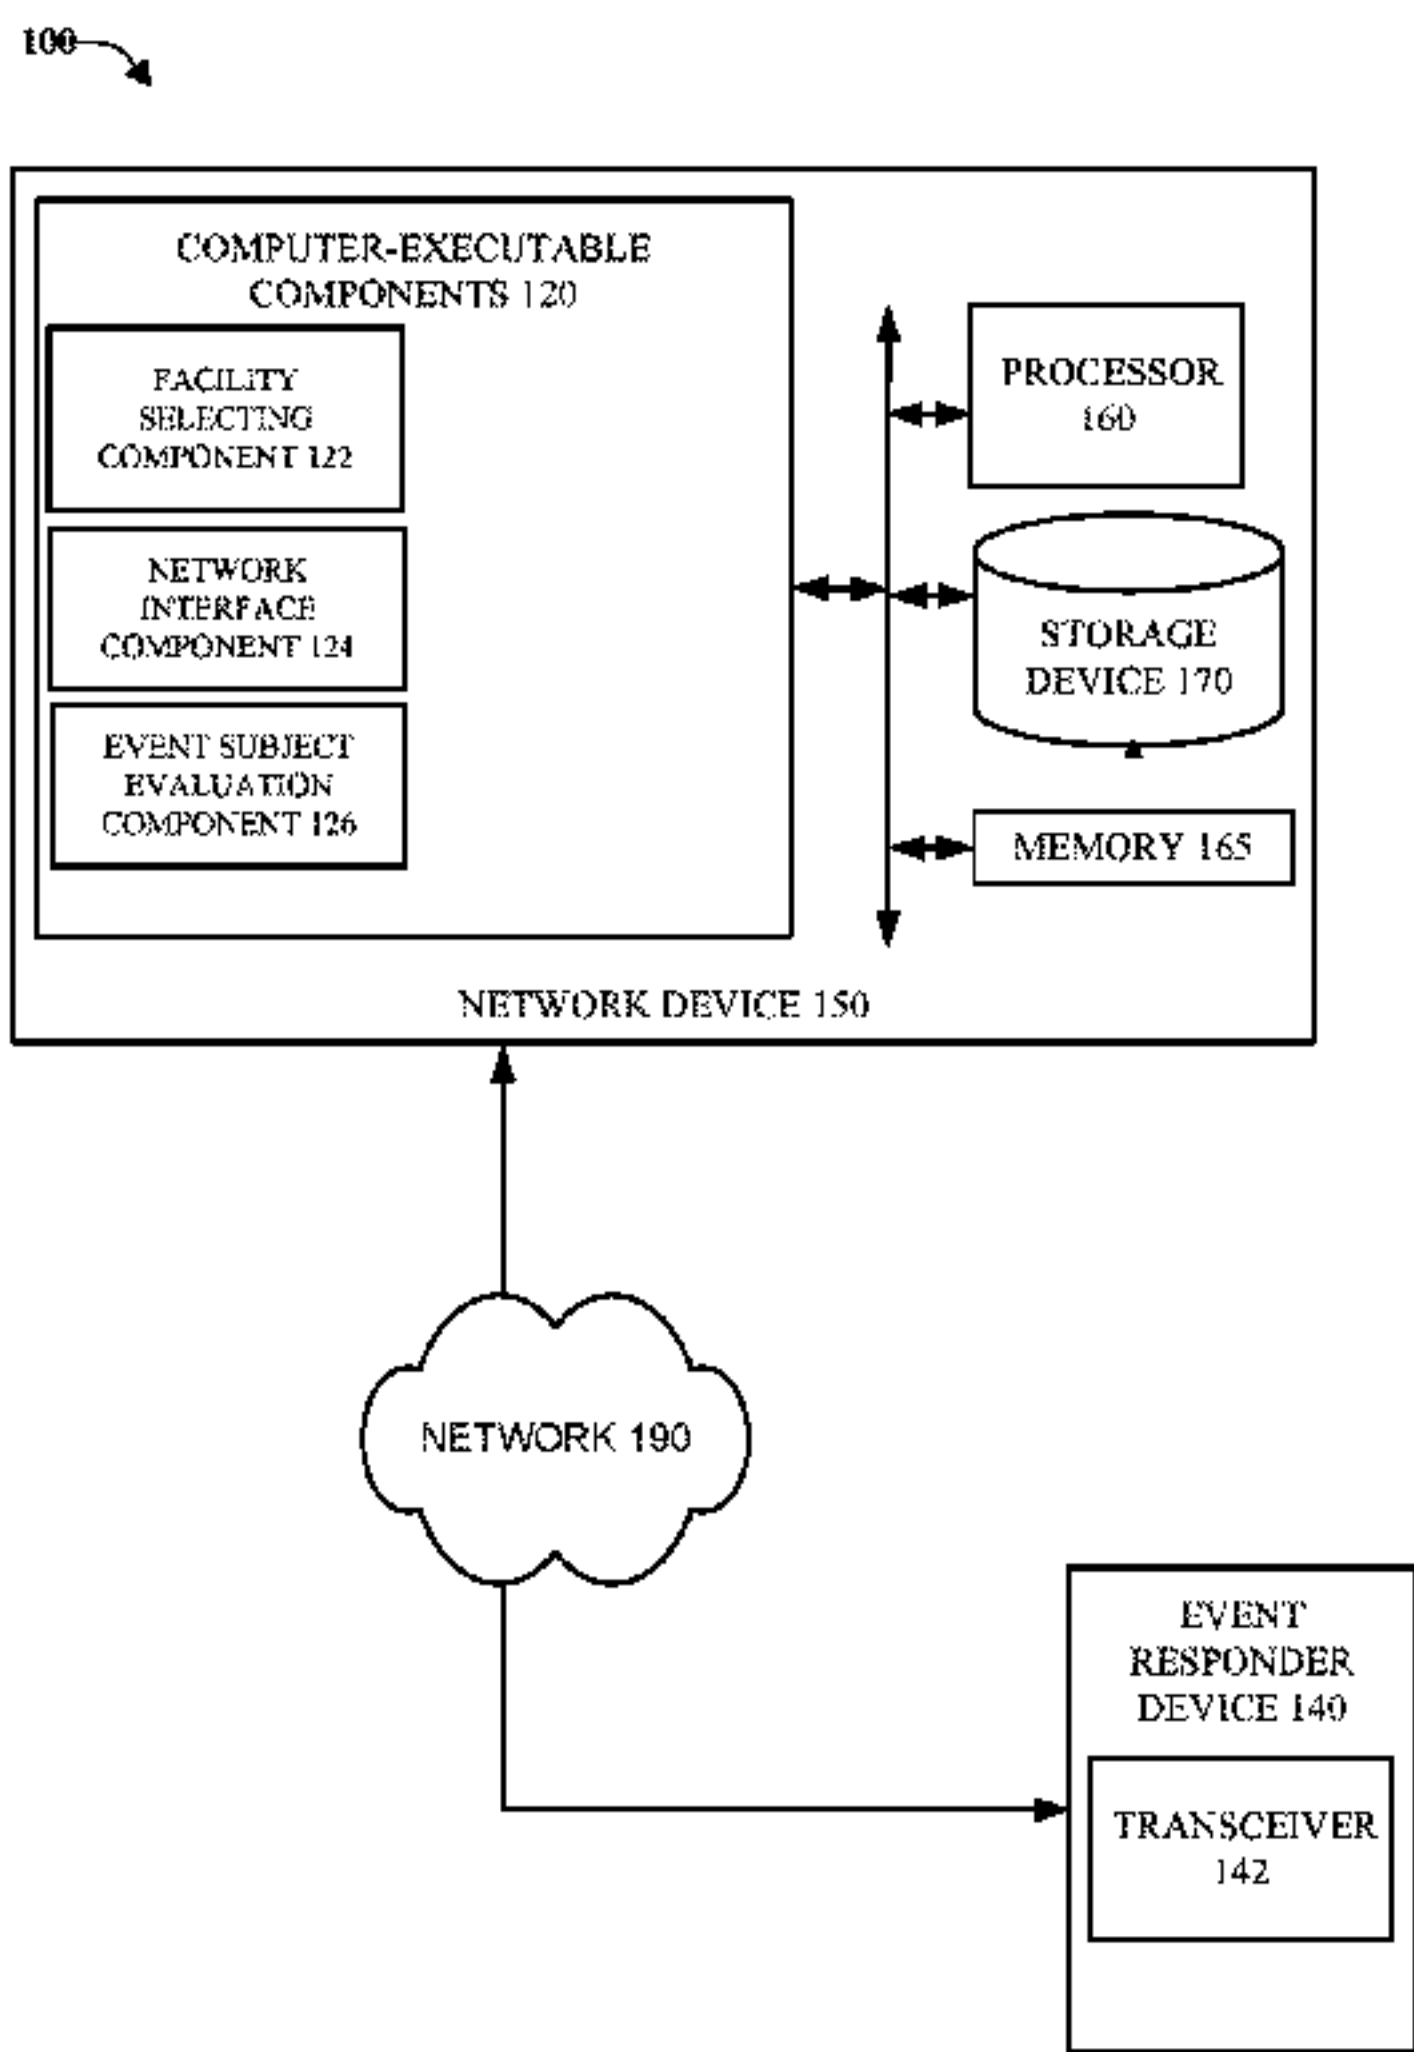 100
COMPUTER-EXECUTABLE
COMPONENTS 120
FACILITY
SELECTING
COMPONENT 122
NETWORK
INTERFACE
COMPONENT 124
EVENT SUBJECT
EVALUATION
COMPONENT 126
PROCESSOR
160
STORAGE
DEVICE 170
MEMORY 165
NETWORK DEVICE 150
NETWORK 190
EVENT
RESPONDER
DEVICE 140
TRANSCEIVER
142